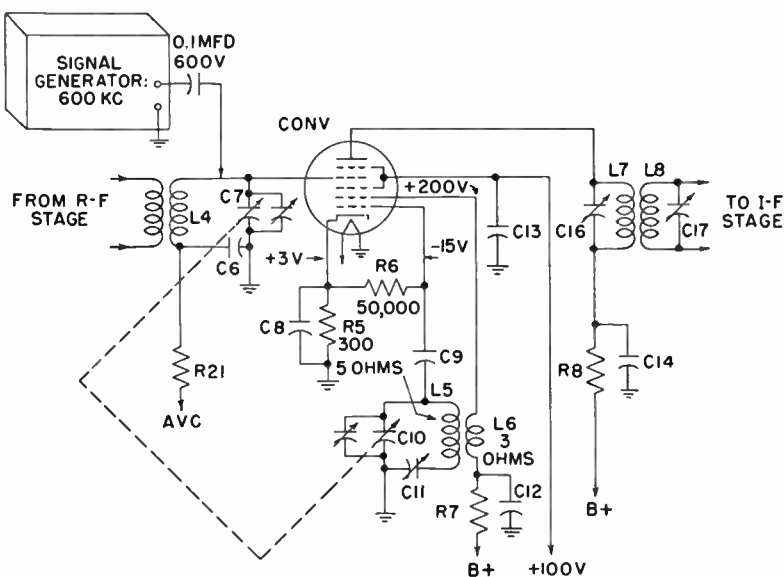 SIGNAL
GENERATOR:
600 KC
0.1MFD
600V
CONV
FROM R-F
STAGE
L4
C7
C6
+200V
L7
L8
C16
C17
TO I-F
STAGE
C13
+3V
-15V
R6
50,000
C8
R5
300
C9
R21
AVC
5 OHMS
L5
L6
3
OHMS
C10
C11
R7
C12
R8
C14
B+
B+
+100V